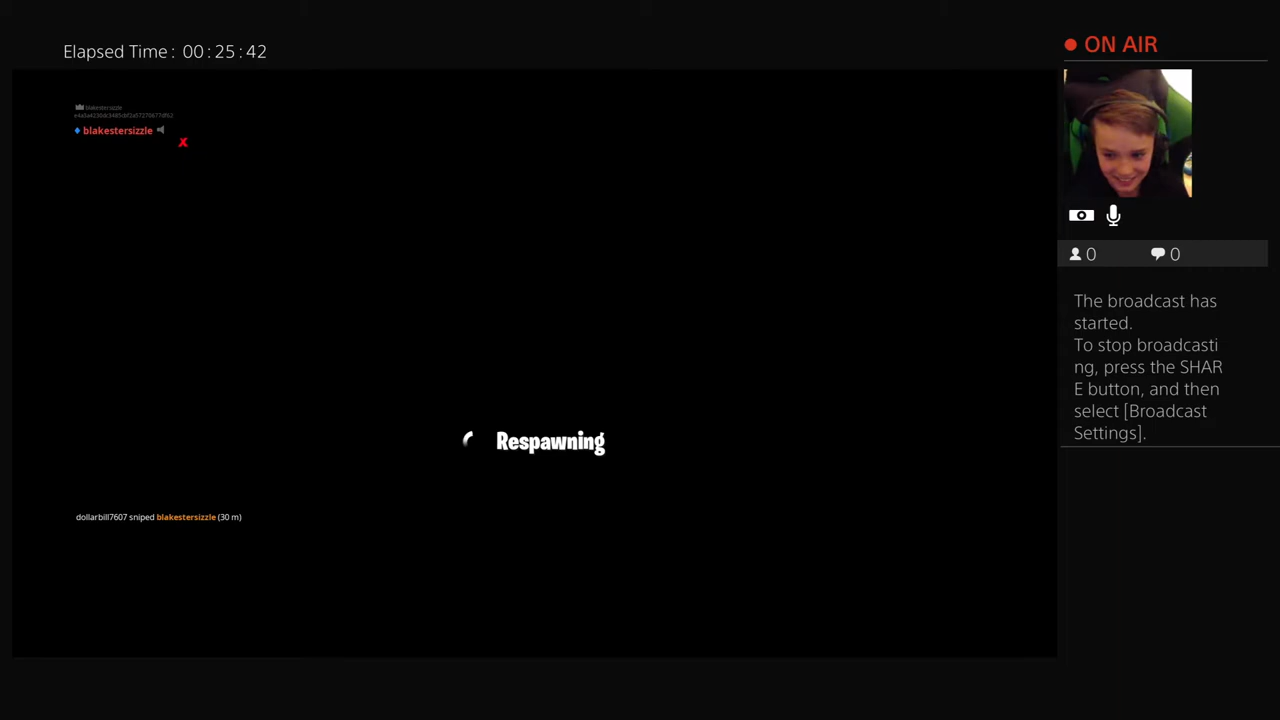 Elapsed Time : 00:25:42
ON AIR
blakestersizzle
blakestersizzle
X
0 0
The broadcast has
started.
To stop broadcasti
ng, press the SHAR
E button, and then
select [Broadcast
Settings].
Respawning
dollarbill7607 sniped blakestersizzle (30 m)